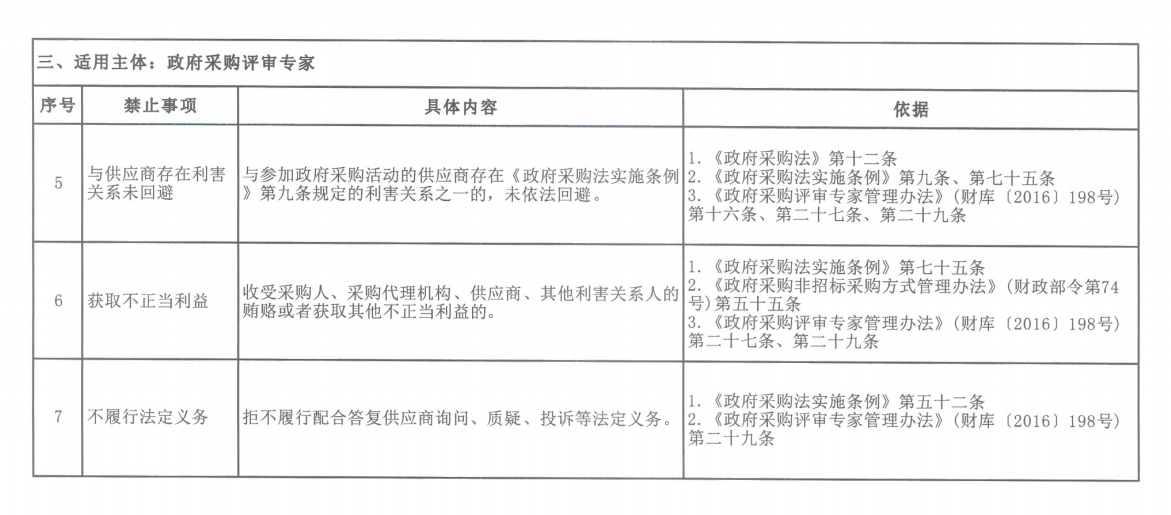 三、适用主体：政府采购评审专家
序号
禁止事项
具体内容
依据
5
与供应商存在利害
关系未回避
与参加政府采购活动的供应商存在《政府采购法实施条例
》第九条规定的利害关系之一的，未依法回避。
1.《政府采购法》第十二条
2.《政府采购法实施条例》第九条、第七十五条
3.《政府采购评审专家管理办法》(财库〔2016〕198号)
第十六条、第二十七条、第二十九条
6
获取不正当利益
收受采购人、采购代理机构、供应商、其他利害关系人的
贿赂或者获取其他不正当利益的。
1.《政府采购法实施条例》第七十五条
2.《政府采购非招标采购方式管理办法》(财政部令第74
号)第五十五条
3.《政府采购评审专家管理办法》(财库〔2016〕198号)
第二十七条、第二十九条
7
不履行法定义务
拒不履行配合答复供应商询问、质疑、投诉等法定义务。
1.《政府采购法实施条例》第五十二条
2.《政府采购评审专家管理办法》(财库〔2016〕198号)
第二十九条